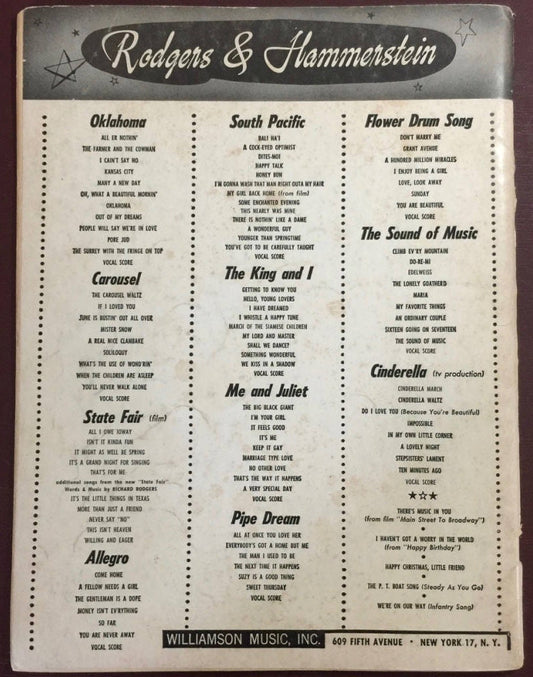 Rodgers & Hammerstein
Oklahoma
ALL ER NOTHIN'
THE FARMER AND THE COWMAN
I CAIN'T SAY NO
KANSAS CITY
MANY A NEW DAY
OH, WHAT A BEAUTIFUL MORNIN'
OKLAHOMA
OUT OF MY DREAMS
PEOPLE WILL SAY WE'RE IN LOVE
PORE JUD
THE SURREY WITH THE FRINGE ON TOP
VOCAL SCORE
Carousel
THE CAROUSEL WALTZ
IF I LOVED YOU
JUNE IS BUSTIN' OUT ALL OVER
MISTER SNOW
A REAL NICE CLAMBAKE
SOLILOQUY
WHAT'S THE USE OF WOND'RIN'
WHEN THE CHILDREN ARE ASLEEP
YOU'LL NEVER WALK ALONE
VOCAL SCORE
State Fair (film)
ALL I OWE IOWAY
ISN'T IT KINDA FUN
IT MIGHT AS WELL BE SPRING
IT'S A GRAND NIGHT FOR SINGING
THAT'S FOR ME
additional songs from the new "State Fair"
Words & Music by RICHARD RODGERS
IT'S THE LITTLE THINGS IN TEXAS
MORE THAN JUST A FRIEND
NEVER SAY "NO"
THIS ISN'T HEAVEN
WILLING AND EAGER
Allegro
COME HOME
A FELLOW NEEDS A GIRL
THE GENTLEMAN IS A DOPE
MONEY ISN'T EV'RYTHING
SO FAR
YOU ARE NEVER AWAY
VOCAL SCORE
South Pacific
BALI HA'I
A COCK-EYED OPTIMIST
DITES-MOI
HAPPY TALK
HONEY BUN
I'M GONNA WASH THAT MAN RIGHT OUTA MY HAIR
MY GIRL BACK HOME (from film)
SOME ENCHANTED EVENING
THIS NEARLY WAS MINE
THERE IS NOTHIN' LIKE A DAME
A WONDERFUL GUY
YOUNGER THAN SPRINGTIME
YOU'VE GOT TO BE CAREFULLY TAUGHT
VOCAL SCORE
The King and I
GETTING TO KNOW YOU
HELLO, YOUNG LOVERS
I HAVE DREAMED
I WHISTLE A HAPPY TUNE
MARCH OF THE SIAMESE CHILDREN
MY LORD AND MASTER
SHALL WE DANCE?
SOMETHING WONDERFUL
WE KISS IN A SHADOW
VOCAL SCORE
Me and Juliet
THE BIG BLACK GIANT
I'M YOUR GIRL
IT FEELS GOOD
IT'S ME
KEEP IT GAY
MARRIAGE TYPE LOVE
NO OTHER LOVE
THAT'S THE WAY IT HAPPENS
A VERY SPECIAL DAY
VOCAL SCORE
Pipe Dream
ALL AT ONCE YOU LOVE HER
EVERYBODY'S GOT A HOME BUT ME
THE MAN I USED TO BE
THE NEXT TIME IT HAPPENS
SUZY IS A GOOD THING
SWEET THURSDAY
VOCAL SCORE
Flower Drum Song
DON'T MARRY ME
GRANT AVENUE
A HUNDRED MILLION MIRACLES
I ENJOY BEING A GIRL
LOVE, LOOK AWAY
SUNDAY
YOU ARE BEAUTIFUL
VOCAL SCORE
The Sound of Music
CLIMB EV'RY MOUNTAIN
DO-RE-MI
EDELWEISS
THE LONELY GOATHERD
MARIA
MY FAVORITE THINGS
AN ORDINARY COUPLE
SIXTEEN GOING ON SEVENTEEN
THE SOUND OF MUSIC
VOCAL SCORE
Cinderella (tv production)
CINDERELLA MARCH
CINDERELLA WALTZ
DO I LOVE YOU (Because You're Beautiful)
IMPOSSIBLE
IN MY OWN LITTLE CORNER
A LOVELY NIGHT
STEPSISTERS' LAMENT
TEN MINUTES AGO
VOCAL SCORE
THERE'S MUSIC IN YOU
(from film "Main Street To Broadway")
I HAVEN'T GOT A WORRY IN THE WORLD
(from "Happy Birthday")
HAPPY CHRISTMAS, LITTLE FRIEND
THE P. T. BOAT SONG (Steady As You Go)
WE'RE ON OUR WAY (Infantry Song)
WILLIAMSON MUSIC, INC. 609 FIFTH AVENUE • NEW YORK 17, N. Y.